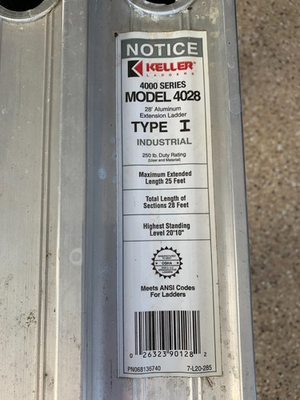 NOTICE
KELLER
LADDERS
4000 SERIES
MODEL 4028
28' Aluminum
Extension Ladder
TYPE I
INDUSTRIAL
250 lb. Duty Rating
(User and Material)
Maximum Extended
Length 25 Feet
Total Length of
Sections 28 Feet
Highest Standing
Level 20'10"
OSHA
Meets ANSI Codes
For Ladders
0 26323 90128 2
PN068136740 7-L20-285